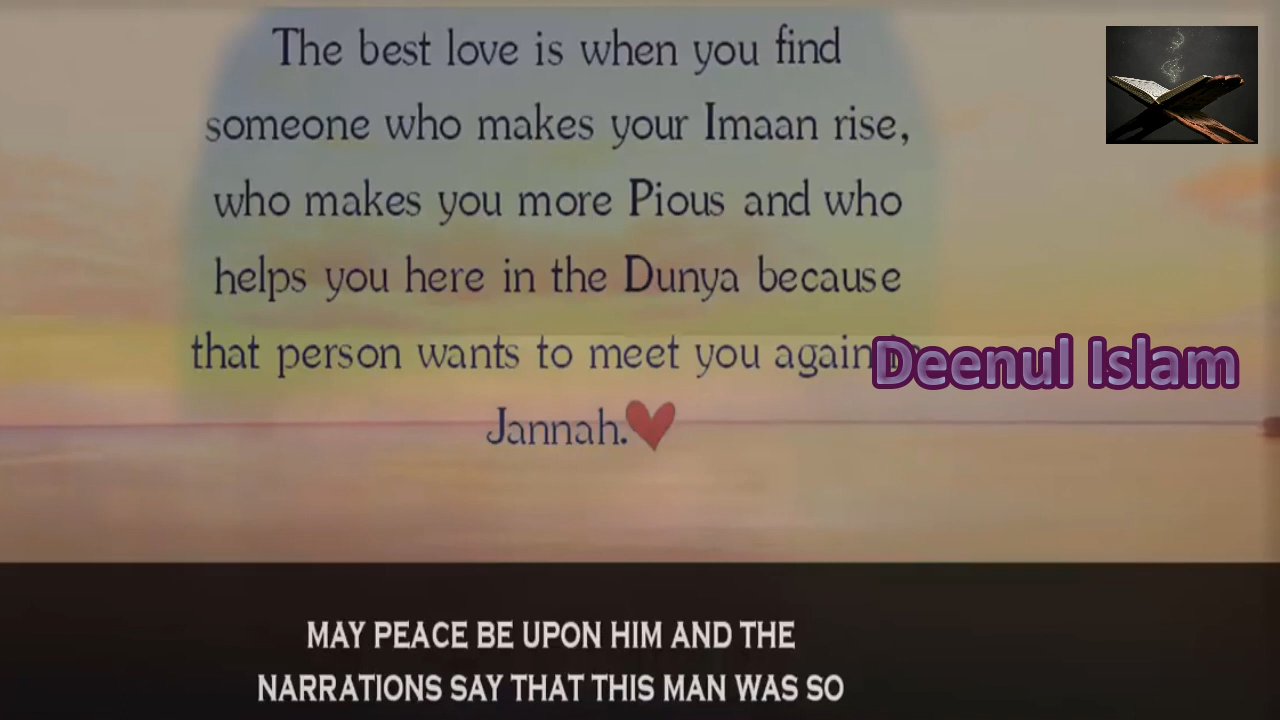 The best love is when you find
someone who makes your Imaan rise,
who makes you more Pious and who
helps you here in the Dunya because
that person wants to meet you again
Deenul Islam
Jannah.
MAY PEACE BE UPON HIM AND THE
NARRATIONS SAY THAT THIS MAN WAS SO